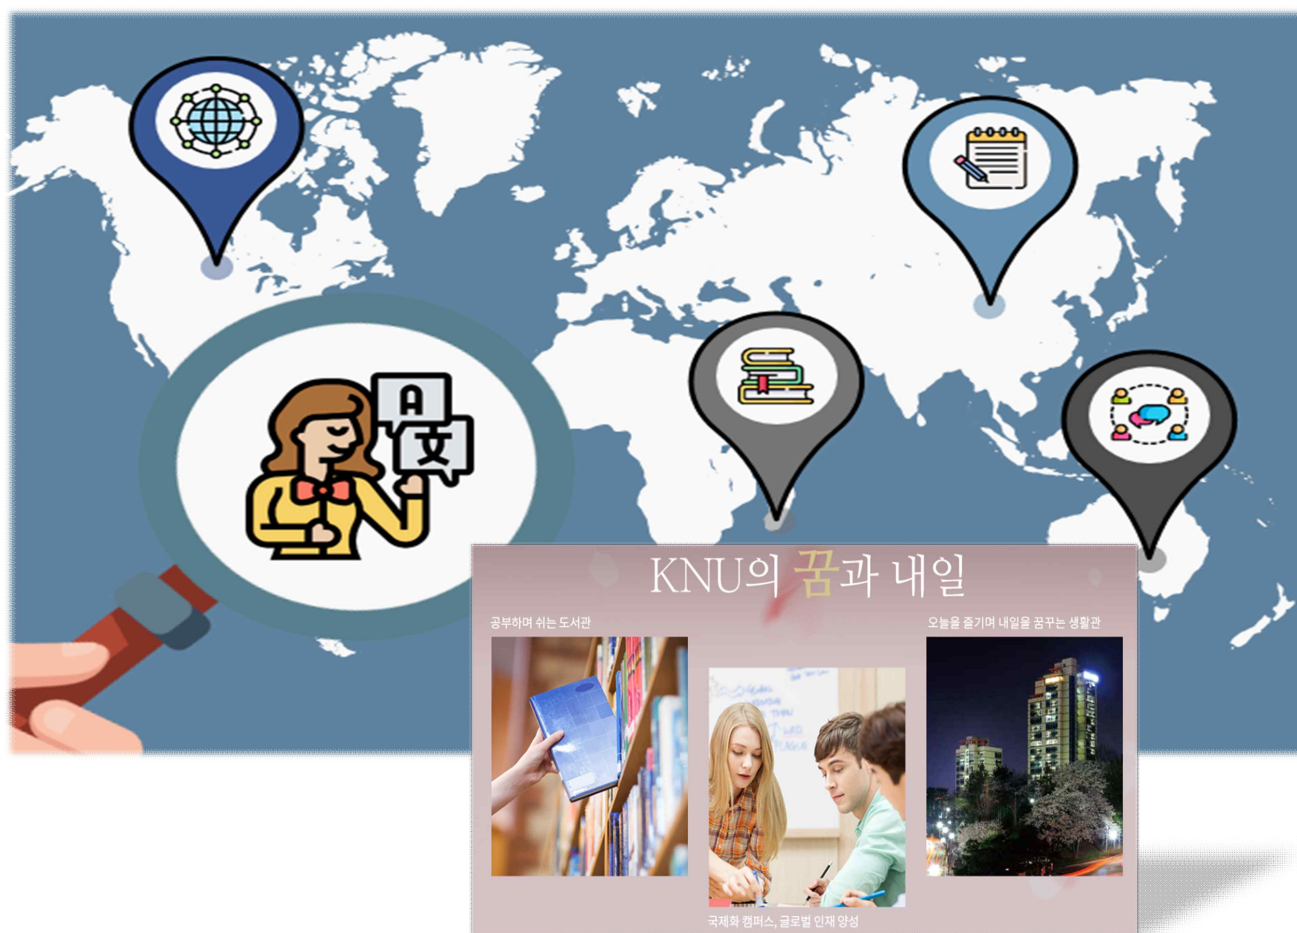 A
文
KNU의 꿈과 내일
공부하며 쉬는 도서관
오늘을 즐기며 내일을 꿈꾸는 생활관
국제화 캠퍼스, 글로벌 인재 양성